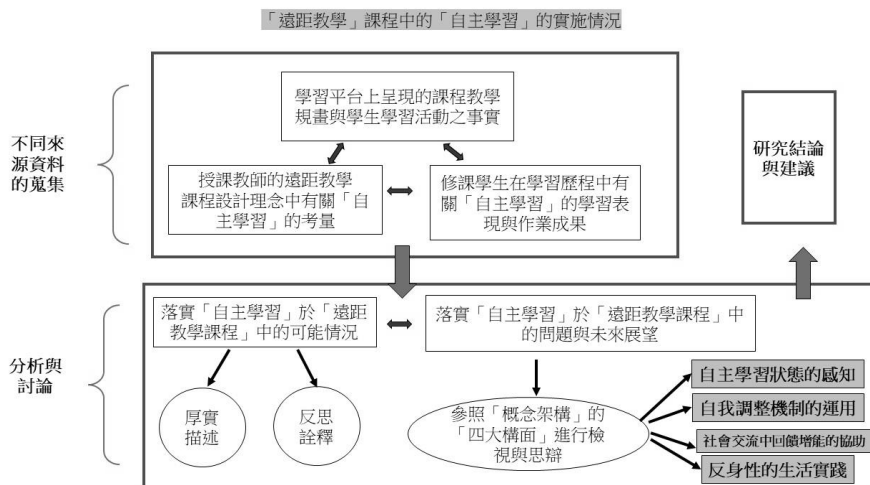 「遠距教學」課程中的「自主學習」的實施情況
不同來
源資料
的蒐集
學習平台上呈現的課程教學
規畫與學生學習活動之事實
授課教師的遠距教學
課程設計理念中有關「自
主學習」的考量
修課學生在學習歷程中有
關「自主學習」的學習表
現與作業成果
研究結論
與建議
分析與
討論
落實「自主學習」於「遠距
教學課程」中的可能情況
落實「自主學習」於「遠距教學課程」中
的問題與未來展望
厚實
描述
反思
詮釋
參照「概念架構」的
「四大構面」進行檢
視與思辯
自主學習狀態的感知
自我調整機制的運用
社會交流中回饋增能的協助
反身性的生活實踐